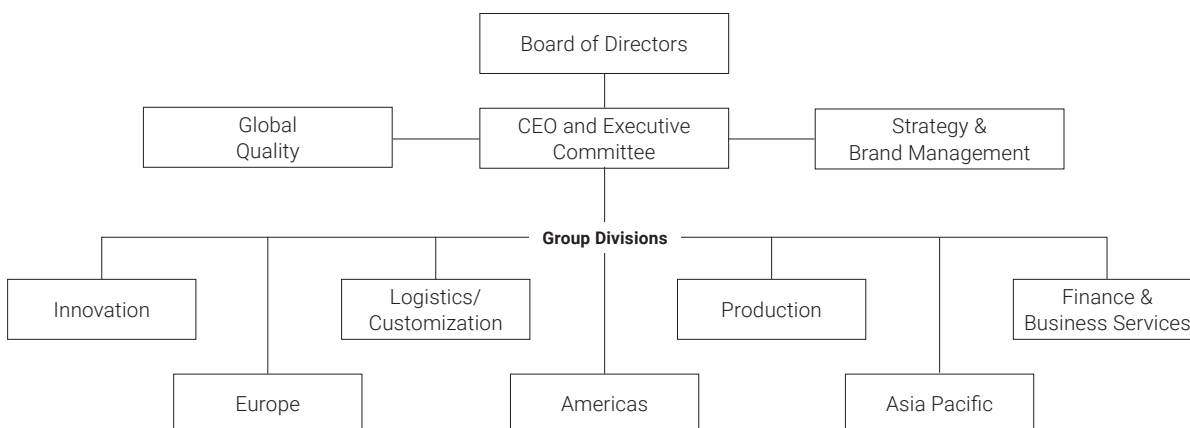 Board of Directors
Global
Quality
CEO and Executive
Committee
Strategy &
Brand Management
Group Divisions
Innovation
Logistics/
Customization
Production
Finance &
Business Services
Europe
Americas
Asia Pacific